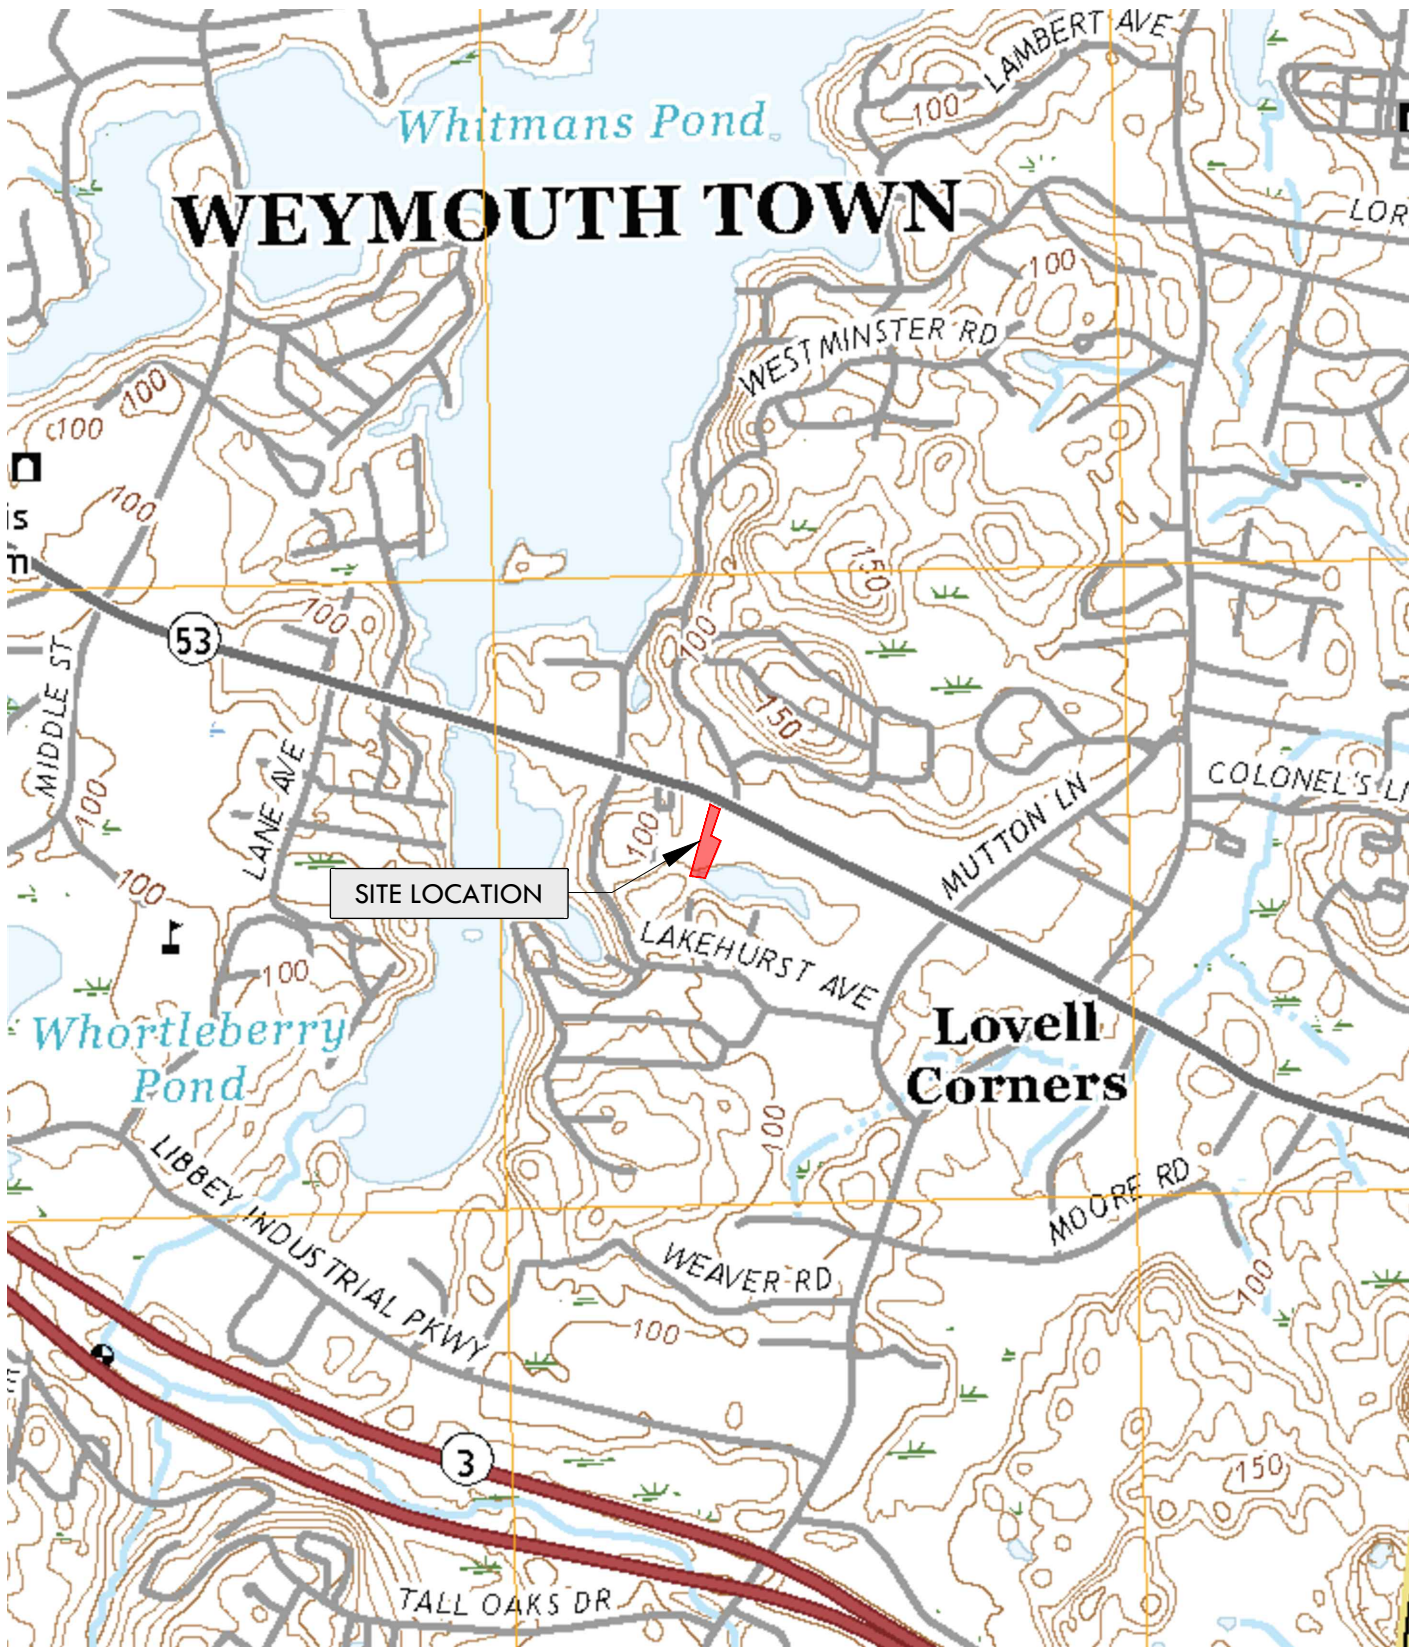 LAMBERT AVE
100
Whitmans Pond
WEYMOUTH TOWN
LOR
100
WESTMINSTER RD
100
100
100
is
m
150
100
100
53
MIDDLE ST
150
LANE AVE
COLONEL'S L
100
MUTTON LN
100
100
SITE LOCATION
LAKEHURST AVE
100
Whortleberry
Pond
Lovell
Corners
100
LIBBEY INDUSTRIAL PKWY
MOORE RD
WEAVER RD
100
100
3
150
TALL OAKS DR